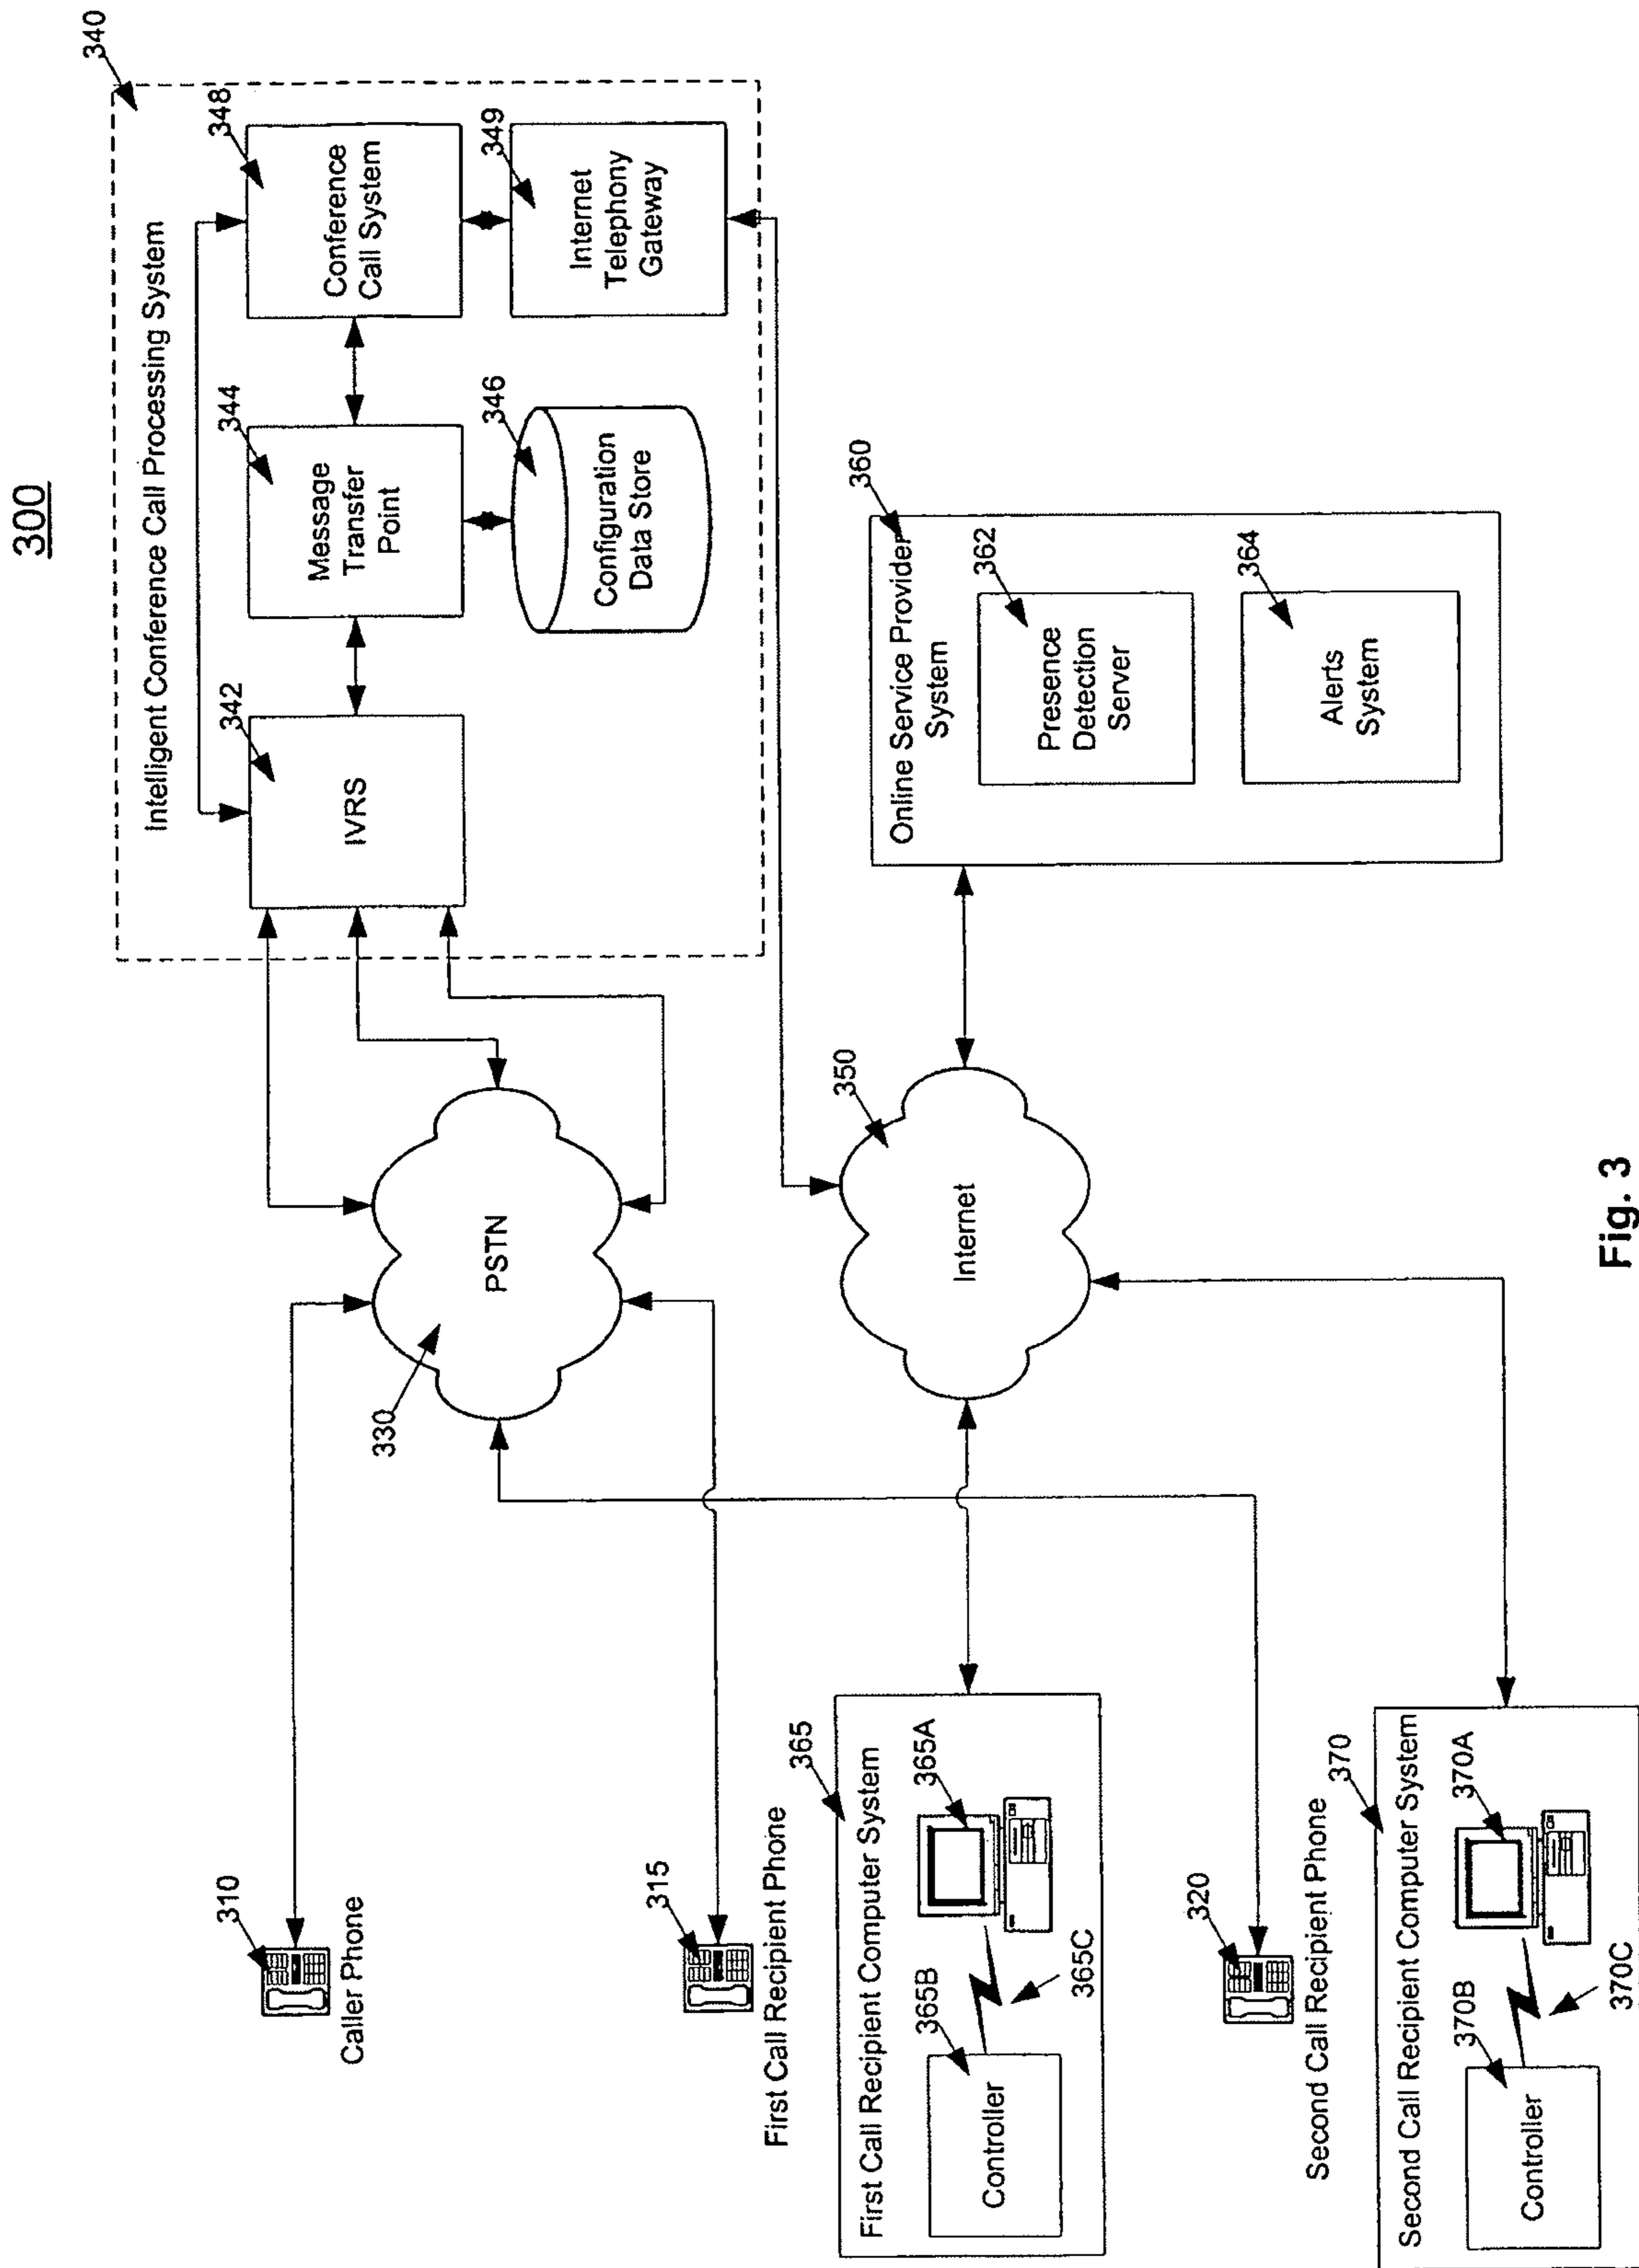 300
340
Intelligent Conference Call Processing System
342
IVRS
344
Message
Transfer
Point
348
Conference
Call System
346
Configuration
Data Store
349
Internet
Telephony
Gateway
310
Caller Phone
330
PSTN
315
First Call Recipient Phone
350
Internet
360
Online Service Provider
System
362
Presence
Detection
Server
364
Alerts
System
365
First Call Recipient Computer System
365A
365B
Controller
365C
320
Second Call Recipient Phone
370
Second Call Recipient Computer System
370A
370B
Controller
370C
Fig. 3